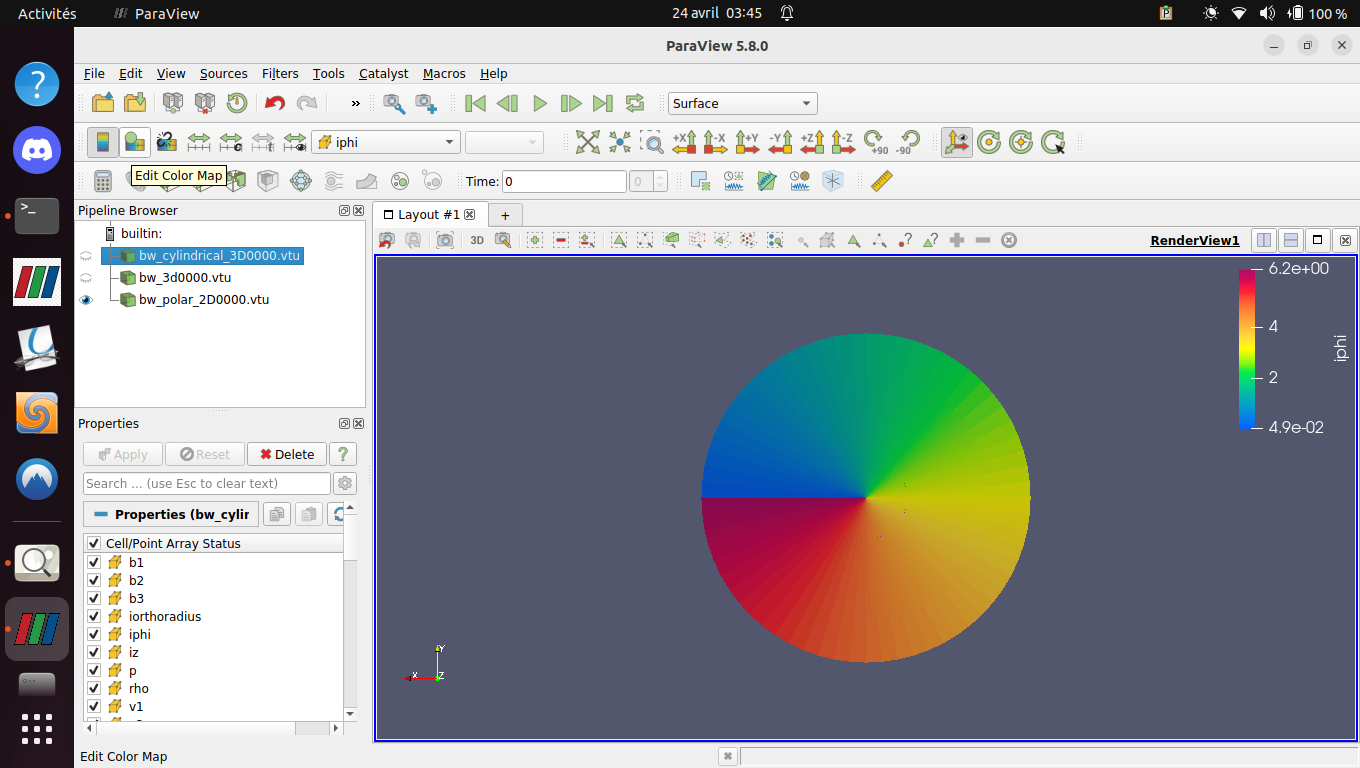 Activités ParaView 24 avril 03:45 100 %
ParaView 5.8.0
File Edit View Sources Filters Tools Catalyst Macros Help
» Surface
iphi +X -X +Y -Y +Z -Z +90 -90
Edit Color Map
Time: 0 0
Pipeline Browser
Layout #1 +
builtin:
3D RenderView1
bw_cylindrical_3D0000.vtu
bw_3d0000.vtu
bw_polar_2D0000.vtu
6.2e+00
4
2
4.9e-02
iphi
Y
X
Z
Properties
Apply Reset Delete ?
Search ... (use Esc to clear text)
Properties (bw_cylin
Cell/Point Array Status
b1
b2
b3
iorthoradius
iphi
iz
p
rho
v1
Edit Color Map